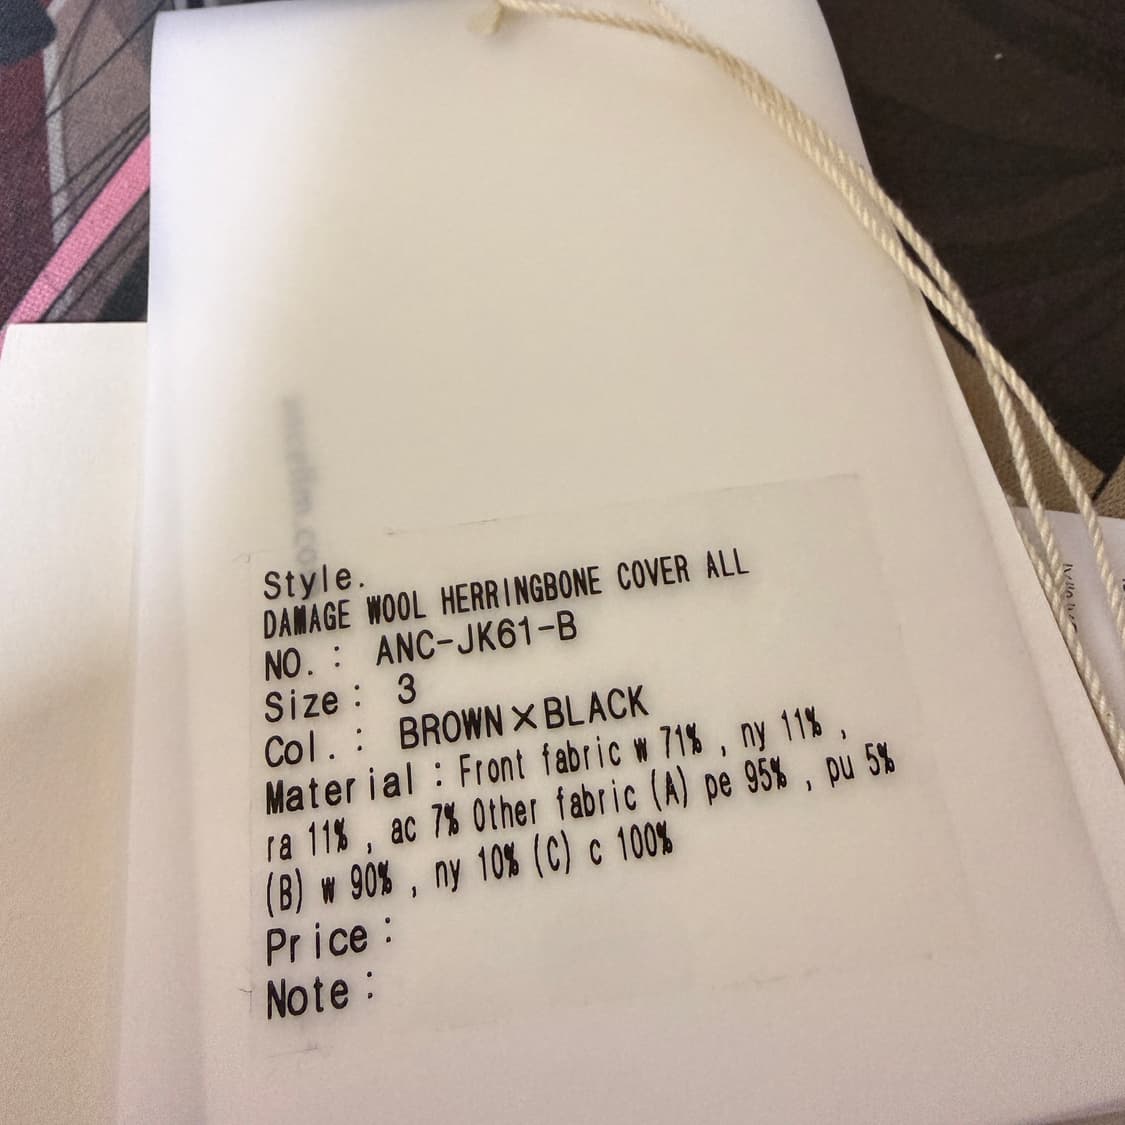 Style.
DAMAGE WOOL HERRINGBONE COVER ALL
NO. : ANC-JK61-B
Size : 3
Col. : BROWN×BLACK
Material : Front fabric w 71% , ny 11% ,
ra 11% , ac 7% Other fabric (A) pe 95% , pu 5%
(B) w 90% , ny 10% (C) c 100%
Price :
Note :